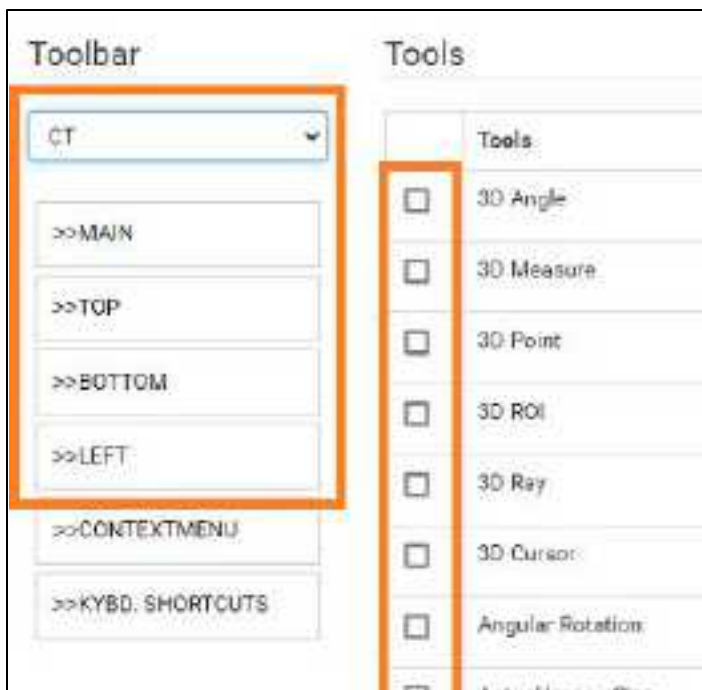 Toolbar
CT
>>MAIN
>>TOP
>>BOTTOM
>>LEFT
>>CONTEXTMENU
>>KYBD. SHORTCUTS
Tools
Tools
3D Angle
3D Measure
3D Point
3D ROI
3D Ray
3D Cursor
Angular Rotation